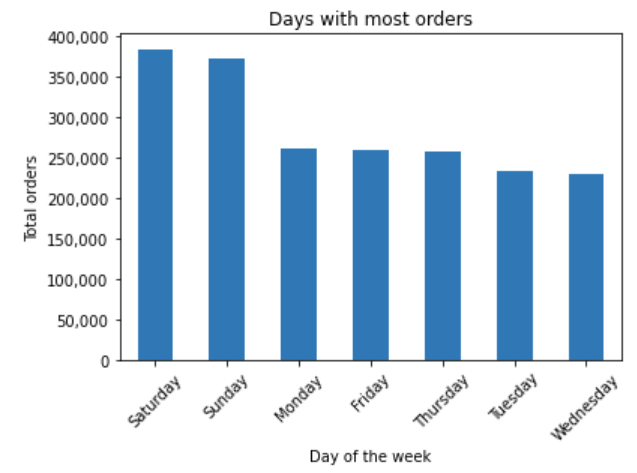 Days with most orders
Total orders
400,000
350,000
300,000
250,000
200,000
150,000
100,000
50,000
0
Saturday
Sunday
Monday
Friday
Thursday
Tuesday
Wednesday
Day of the week